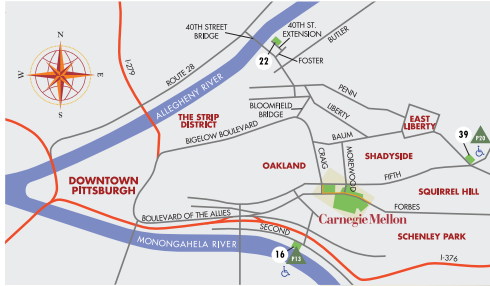 40TH STREET
BRIDGE
40TH ST.
EXTENSION
BUTLER
N
W
E
S
I-279
ROUTE 28
22
FOSTER
ALLEGHENY RIVER
PENN
BLOOMFIELD
BRIDGE
LIBERTY
THE STRIP
DISTRICT
EAST
LIBERTY
39
P20
BIGELOW BOULEVARD
BAUM
OAKLAND
CRAIG
MOREWOOD
SHADYSIDE
FIFTH
DOWNTOWN
PITTSBURGH
SQUIRREL HILL
BOULEVARD OF THE ALLIES
FORBES
Carnegie Mellon
SECOND
MONONGAHELA RIVER
SCHENLEY PARK
16
P13
I-376